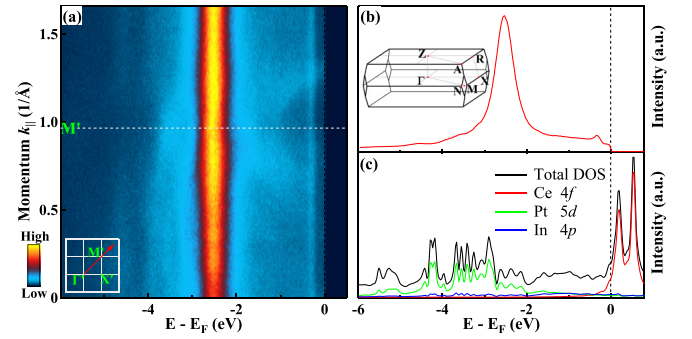 (a)
1.5
1.0
0.5
0
Momentum k∥ (1/Å)
M'
High
Low
M'
Γ'
X'
-4
-2
0
E - EF (eV)
(b)
Z
R
A
Γ
X
N
M
Intensity (a.u.)
(c)
Total DOS
Ce 4f
Pt 5d
In 4p
Intensity (a.u.)
-6
-4
-2
0
E - EF (eV)